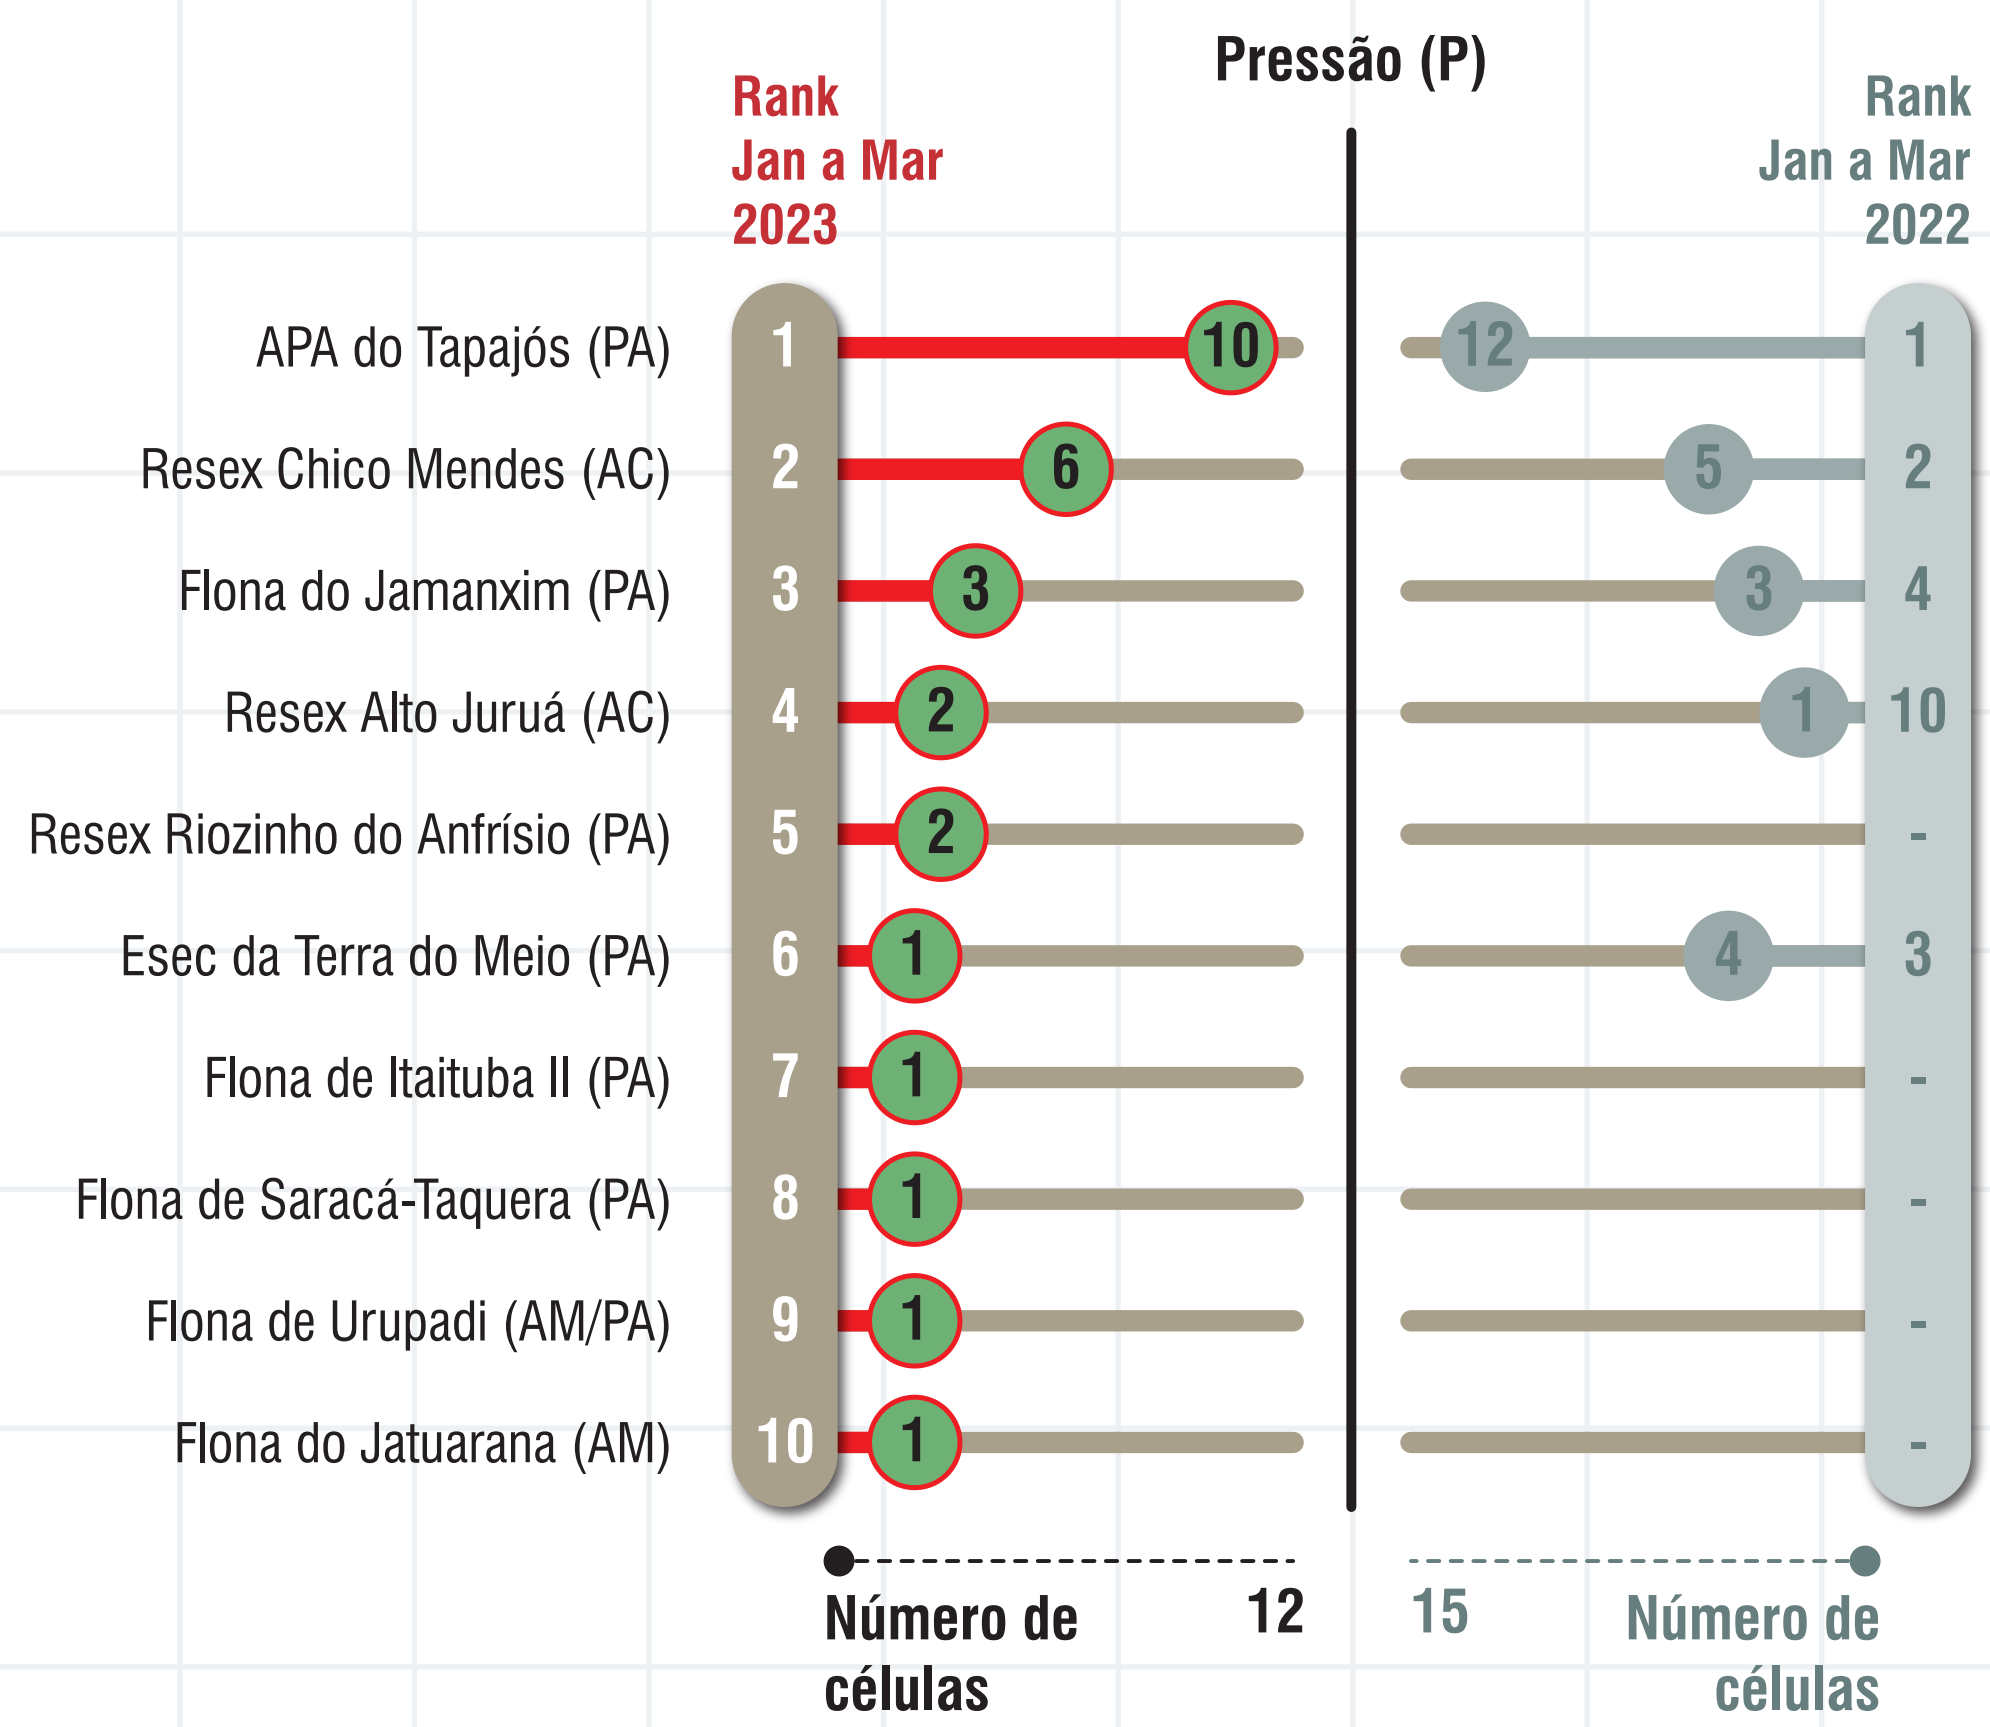 Pressão (P)
Rank
Jan a Mar
2023
Rank
Jan a Mar
2022
APA do Tapajós (PA) 1 10 12 1
Resex Chico Mendes (AC) 2 6 5 2
Flona do Jamanxim (PA) 3 3 3 4
Resex Alto Juruá (AC) 4 2 1 10
Resex Riozinho do Anfrísio (PA) 5 2 -
Esec da Terra do Meio (PA) 6 1 4 3
Flona de Itaituba II (PA) 7 1 -
Flona de Saracá-Taquera (PA) 8 1 -
Flona de Urupadi (AM/PA) 9 1 -
Flona do Jatuarana (AM) 10 1 -
Número de
células
12
15
Número de
células